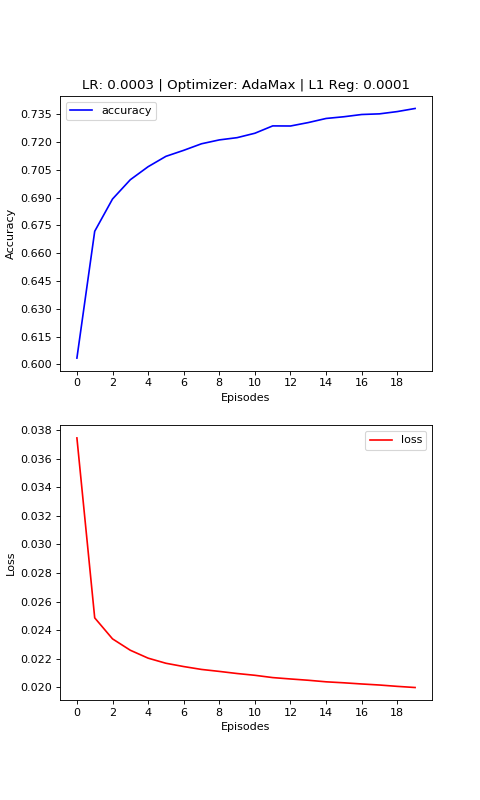 LR: 0.0003 | Optimizer: AdaMax | L1 Reg: 0.0001
accuracy
0.735
0.720
0.705
0.690
0.675
0.660
0.645
0.630
0.615
0.600
Accuracy
0 2 4 6 8 10 12 14 16 18
Episodes
loss
0.038
0.036
0.034
0.032
0.030
0.028
0.026
0.024
0.022
0.020
Loss
0 2 4 6 8 10 12 14 16 18
Episodes